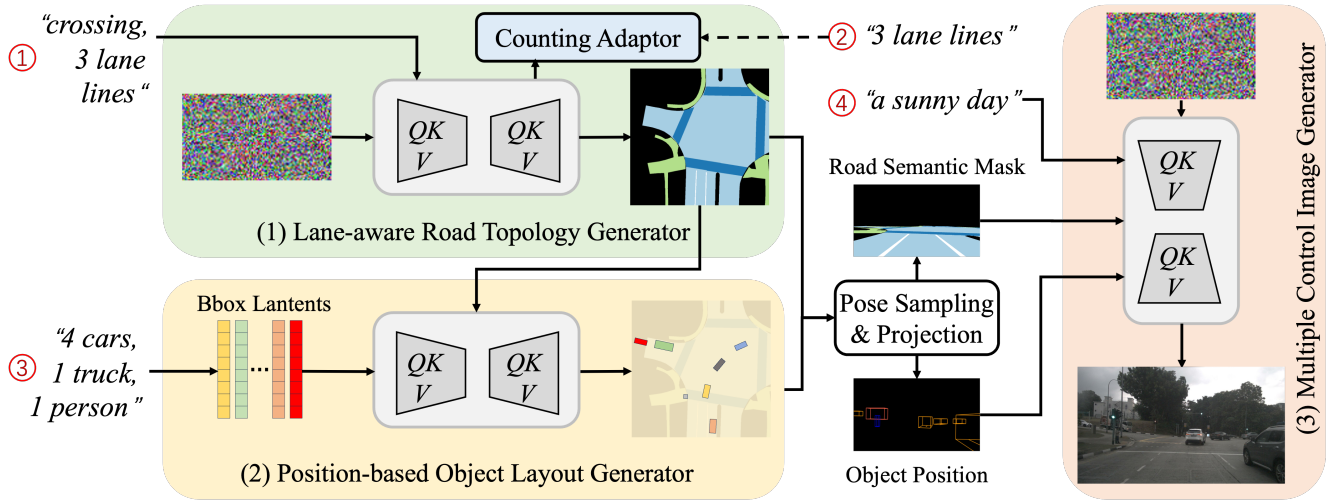 ①
“crossing,
3 lane
lines“
Counting Adaptor
② “3 lane lines”
④ “a sunny day”
QK
V
QK
V
(1) Lane-aware Road Topology Generator
Road Semantic Mask
QK
V
QK
V
(3) Multiple Control Image Generator
③
“4 cars,
1 truck,
1 person”
Bbox Lantents
...
QK
V
QK
V
(2) Position-based Object Layout Generator
Pose Sampling
& Projection
Object Position